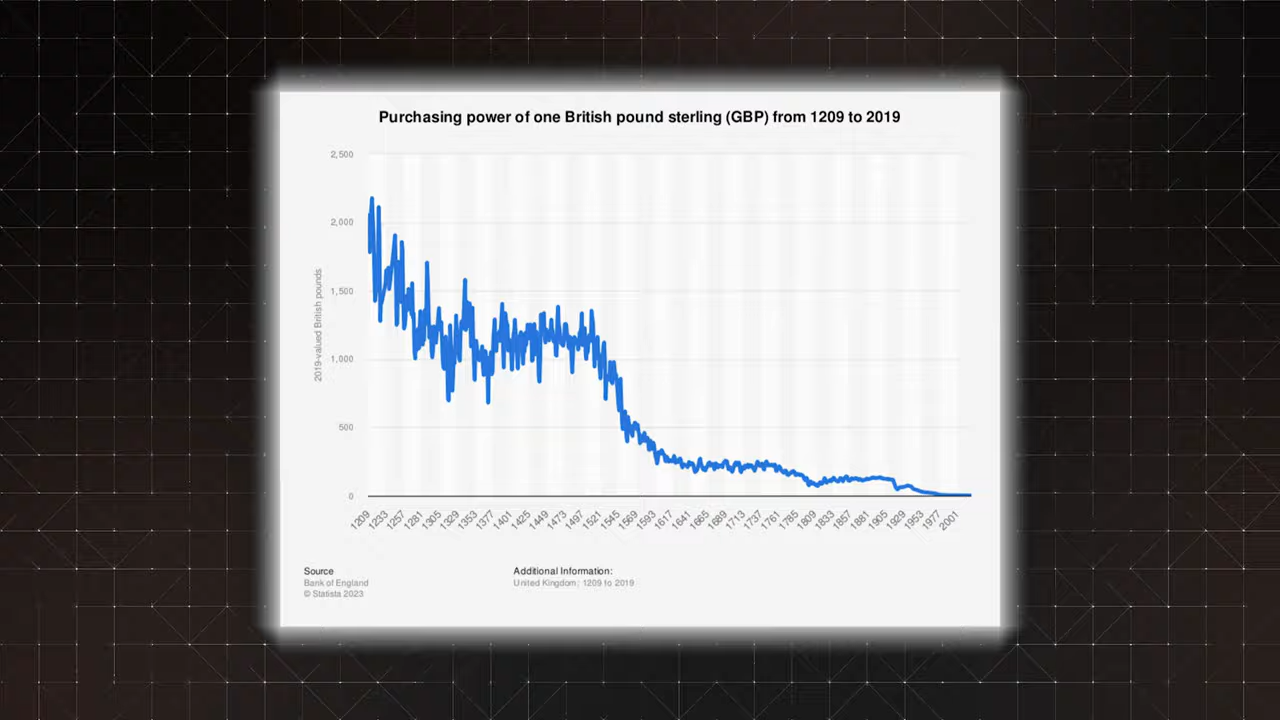 Purchasing power of one British pound sterling (GBP) from 1209 to 2019
2,500
2,000
1,500
1,000
500
0
2019-valued British pounds
1209 1233 1257 1281 1305 1329 1353 1377 1401 1425 1449 1473 1497 1521 1545 1569 1593 1617 1641 1665 1689 1713 1737 1761 1785 1809 1833 1857 1881 1905 1929 1953 1977 2001
Source
Bank of England
© Statista 2023
Additional Information:
United Kingdom; 1209 to 2019